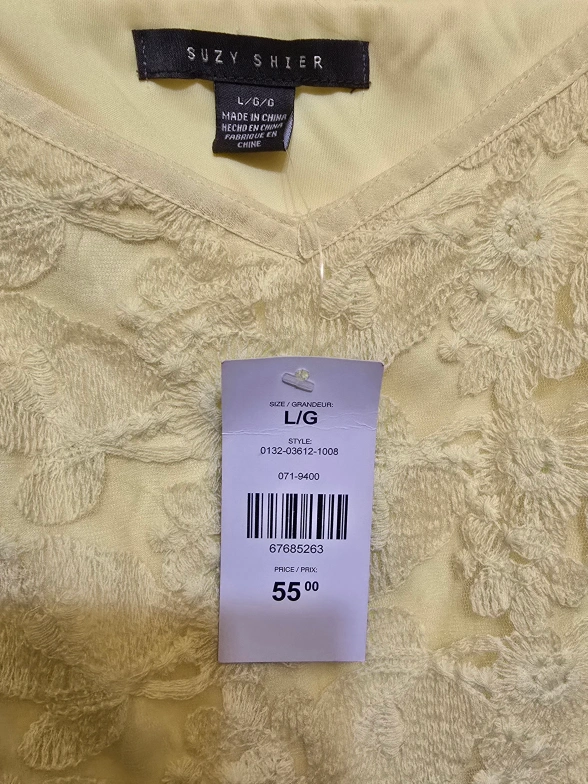 SUZY SHIER
L/G/G
MADE IN CHINA
HECHO EN CHINA
FABRIQUE EN
CHINE
SIZE / GRANDEUR:
L/G
STYLE:
0132-03612-1008
071-9400
67685263
PRICE / PRIX:
55 00